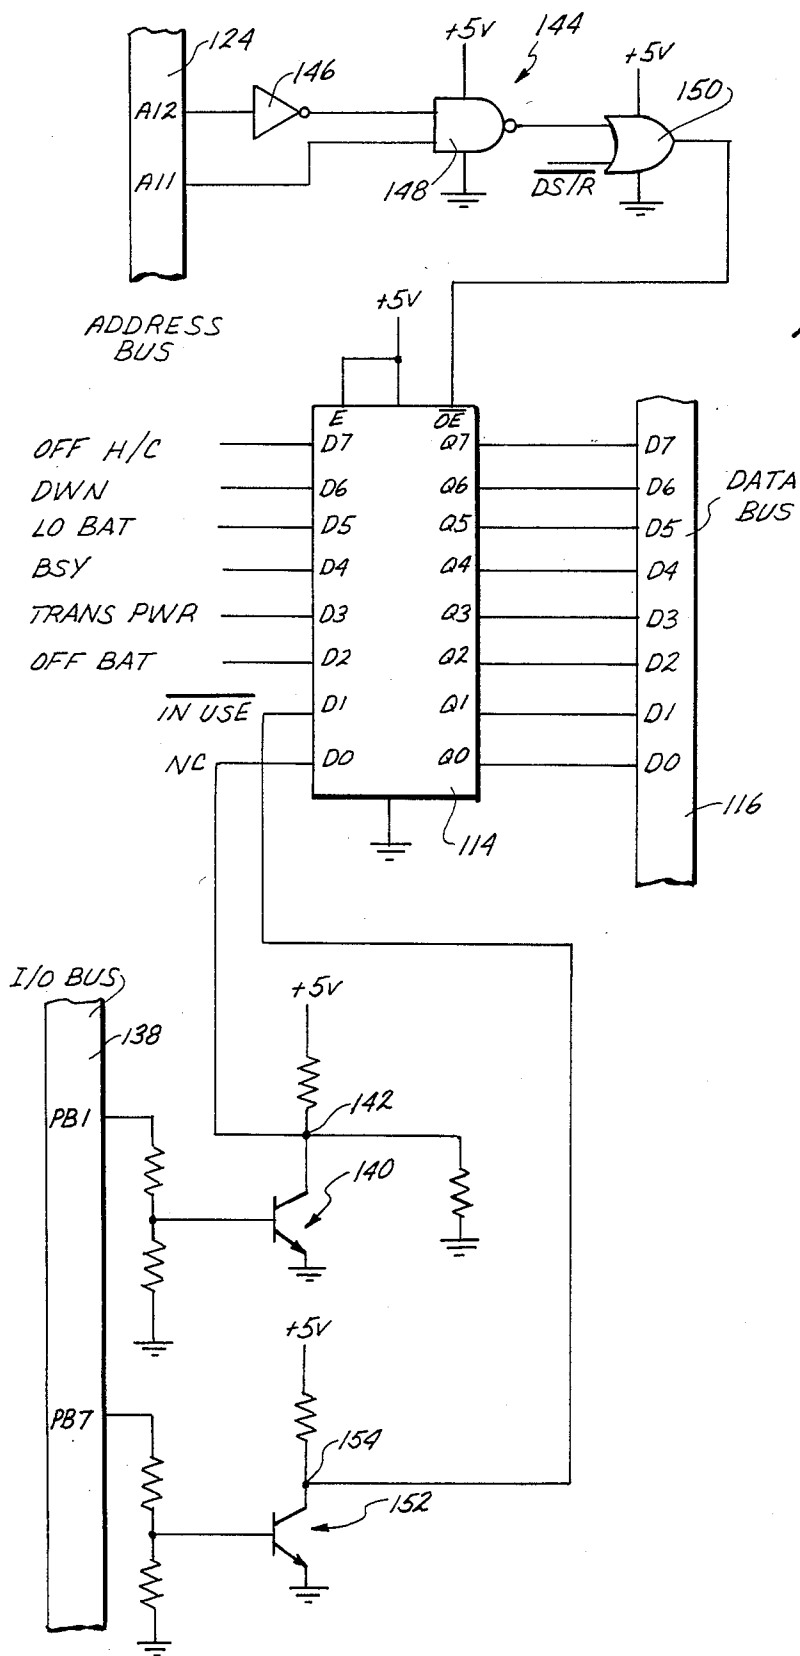 124
146
+5V
144
+5V
150
A12
A11
148
DS/R
ADDRESS
BUS
+5V
E
OE
OFF H/C
D7
Q7
D7
DWN
D6
Q6
D6
DATA
BUS
LO BAT
D5
Q5
D5
BSY
D4
Q4
D4
TRANS PWR
D3
Q3
D3
OFF BAT
D2
Q2
D2
IN USE
D1
Q1
D1
NC
D0
Q0
D0
116
114
I/O BUS
+5V
138
142
PB1
140
+5V
PB7
154
152